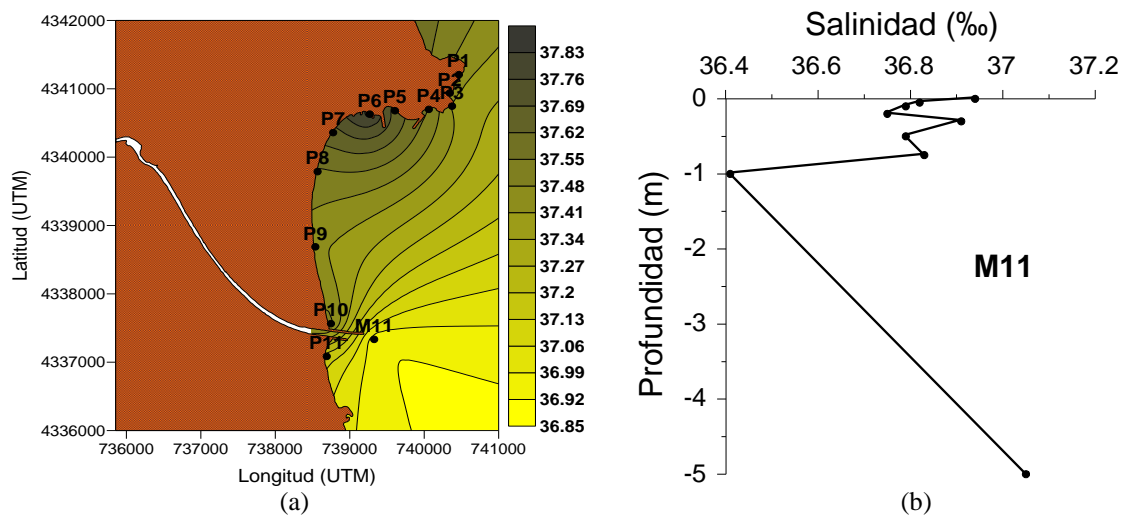 4342000
4341000
4340000
4339000
4338000
4337000
4336000
Latitud (UTM)
736000 737000 738000 739000 740000 741000
Longitud (UTM)
P1
P2
P3
P4
P5
P6
P7
P8
P9
P10
M11
P11
37.83
37.76
37.69
37.62
37.55
37.48
37.41
37.34
37.27
37.2
37.13
37.06
36.99
36.92
36.85
(a)
Salinidad (‰)
36.4 36.6 36.8 37 37.2
0
-1
-2
-3
-4
-5
Profundidad (m)
M11
(b)